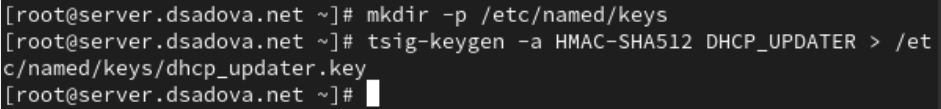 [root@server.dsadova.net ~]# mkdir -p /etc/named/keys
[root@server.dsadova.net ~]# tsig-keygen -a HMAC-SHA512 DHCP_UPDATER > /et
c/named/keys/dhcp_updater.key
[root@server.dsadova.net ~]#